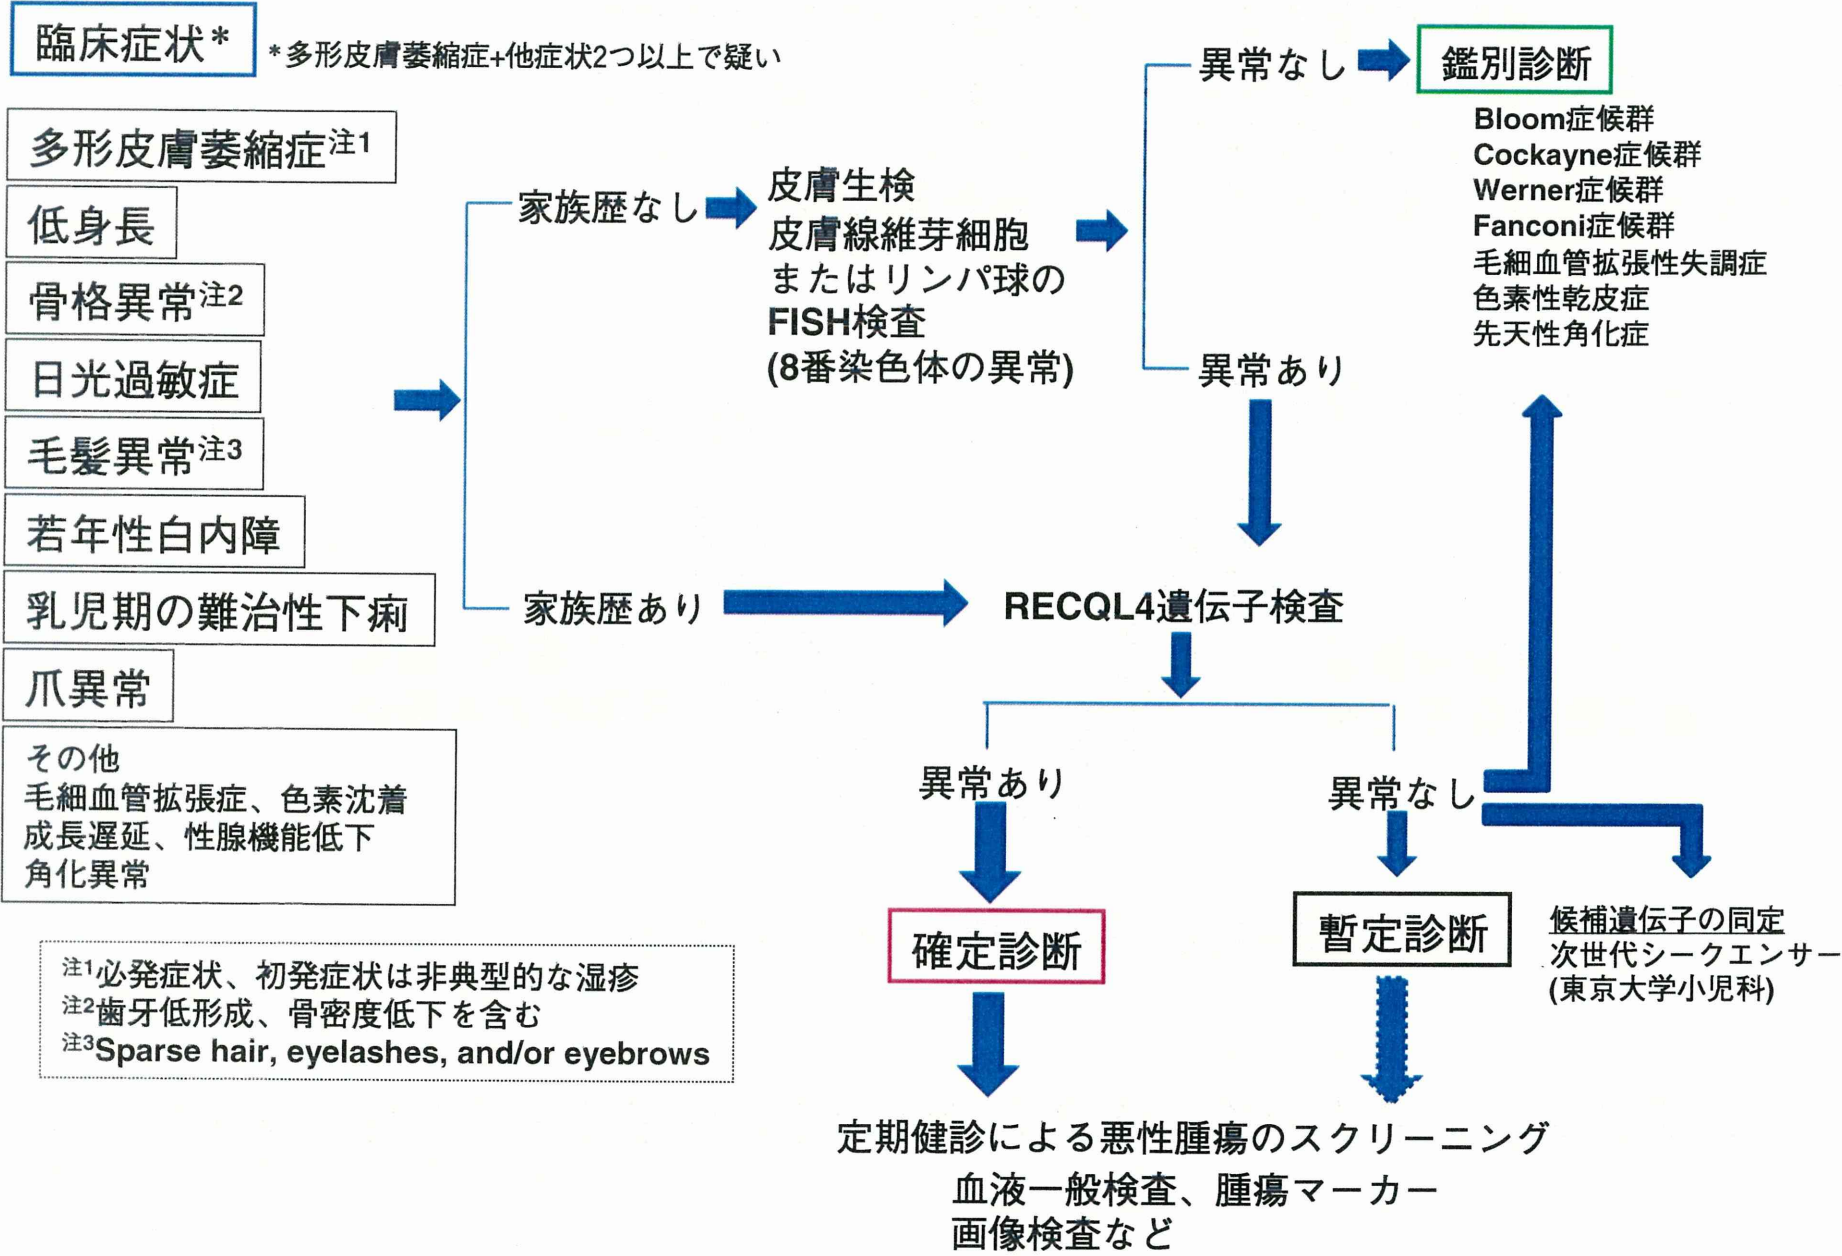 臨床症状*
*多形皮膚萎縮症+他症状2つ以上で疑い
多形皮膚萎縮症注1
低身長
骨格異常注2
日光過敏症
毛髪異常注3
若年性白内障
乳児期の難治性下痢
爪異常
その他
毛細血管拡張症、色素沈着
成長遅延、性腺機能低下
角化異常
注1必発症状、初発症状は非典型的な湿疹
注2歯牙低形成、骨密度低下を含む
注3Sparse hair, eyelashes, and/or eyebrows
家族歴なし
皮膚生検
皮膚線維芽細胞
またはリンパ球の
FISH検査
(8番染色体の異常)
異常なし
鑑別診断
Bloom症候群
Cockayne症候群
Werner症候群
Fanconi症候群
毛細血管拡張性失調症
色素性乾皮症
先天性角化症
異常あり
家族歴あり
RECQL4遺伝子検査
異常あり
異常なし
確定診断
暫定診断
候補遺伝子の同定
次世代シークエンサー
(東京大学小児科)
定期健診による悪性腫瘍のスクリーニング
血液一般検査、腫瘍マーカー
画像検査など